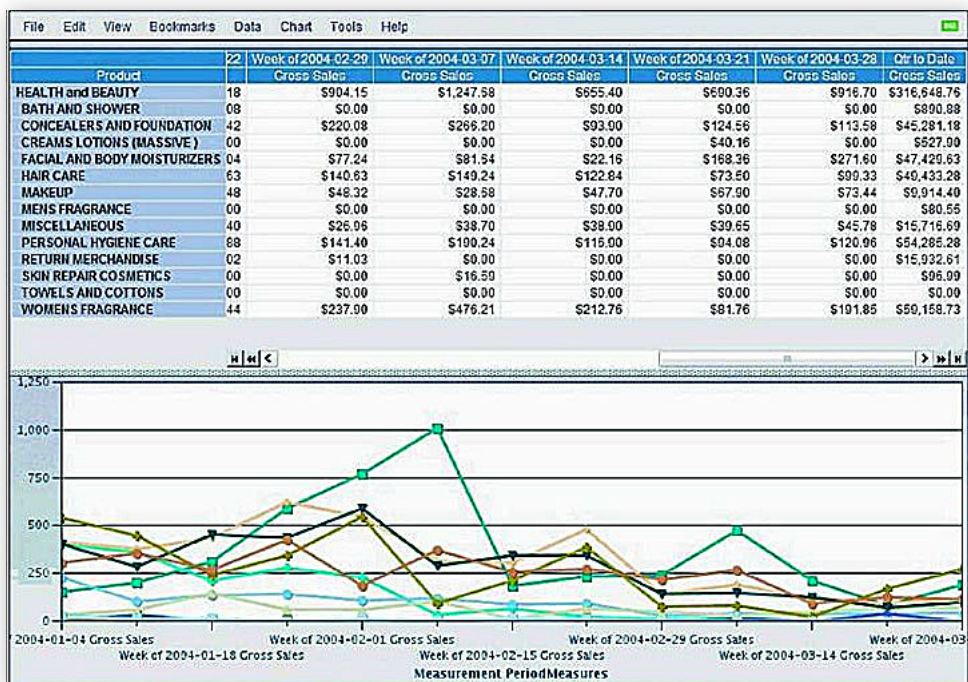 File Edit View Bookmarks Data Chart Tools Help
22 Week of 2004-02-29 Week of 2004-03-07 Week of 2004-03-14 Week of 2004-03-21 Week of 2004-03-28 Qtr to Date
Product Gross Sales Gross Sales Gross Sales Gross Sales Gross Sales Gross Sales
HEALTH and BEAUTY 18 $904.15 $1,247.68 $655.40 $690.36 $916.70 $316,648.76
BATH AND SHOWER 08 $0.00 $0.00 $0.00 $0.00 $0.00 $890.88
CONCEALERS AND FOUNDATION 42 $220.08 $266.20 $93.90 $124.56 $113.58 $45,281.18
CREAMS LOTIONS (MASSIVE ) 00 $0.00 $0.00 $0.00 $40.16 $0.00 $527.90
FACIAL AND BODY MOISTURIZERS 04 $77.24 $81.64 $22.16 $168.36 $271.60 $47,429.63
HAIR CARE 63 $140.63 $149.24 $122.84 $73.50 $99.33 $49,433.28
MAKEUP 48 $48.32 $28.68 $47.70 $67.90 $73.44 $9,914.40
MENS FRAGRANCE 00 $0.00 $0.00 $0.00 $0.00 $0.00 $80.55
MISCELLANEOUS 40 $26.96 $38.70 $38.90 $39.65 $45.78 $15,716.69
PERSONAL HYGIENE CARE 88 $141.40 $190.24 $116.90 $94.08 $120.96 $54,285.28
RETURN MERCHANDISE 02 $11.03 $0.00 $0.00 $0.00 $0.00 $15,932.61
SKIN REPAIR COSMETICS 00 $0.00 $16.59 $0.00 $0.00 $0.00 $96.99
TOWELS AND COTTONS 00 $0.00 $0.00 $0.00 $0.00 $0.00 $0.00
WOMENS FRAGRANCE 44 $237.90 $476.21 $212.76 $81.76 $191.85 $59,158.73
1,250
1,000
750
500
250
0
2004-01-04 Gross Sales Week of 2004-02-01 Gross Sales Week of 2004-02-29 Gross Sales Week of 2004-03
Week of 2004-01-18 Gross Sales Week of 2004-02-15 Gross Sales Week of 2004-03-14 Gross Sales
Measurement PeriodMeasures